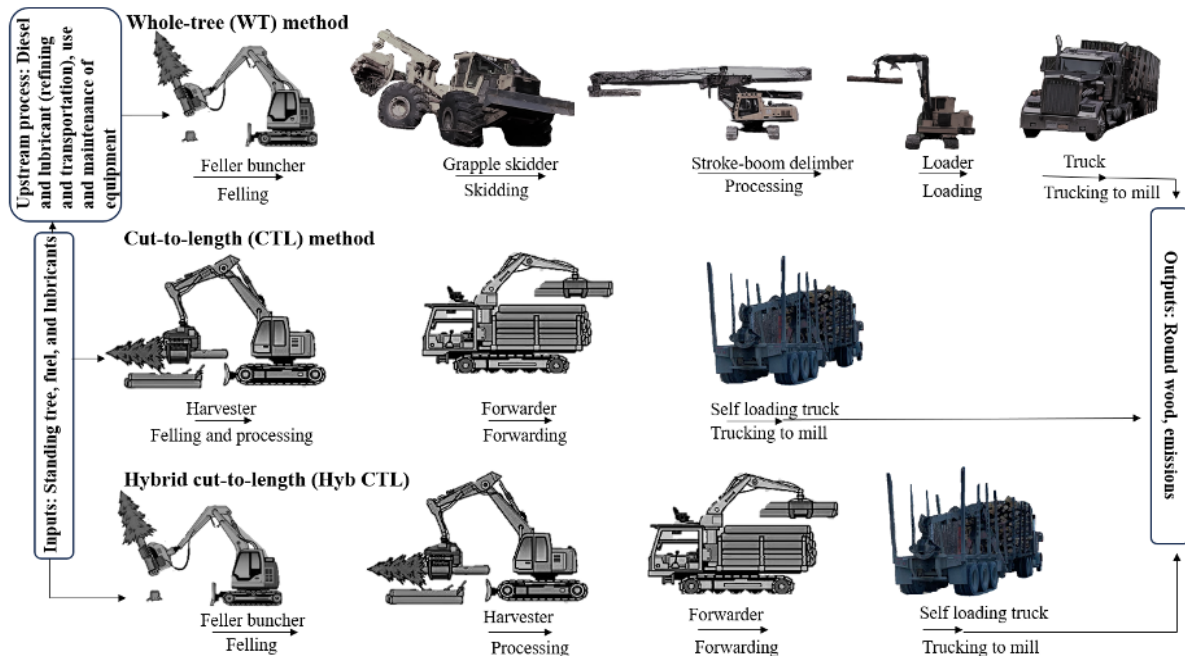 Upstream process: Diesel
and lubricant (refining
and transportation), use
and maintenance of
equipment
Inputs: Standing tree, fuel, and lubricants
Whole-tree (WT) method
Feller buncher
Felling
Grapple skidder
Skidding
Stroke-boom delimber
Processing
Loader
Loading
Truck
Trucking to mill
Cut-to-length (CTL) method
Harvester
Felling and processing
Forwarder
Forwarding
Self loading truck
Trucking to mill
Hybrid cut-to-length (Hyb CTL)
Feller buncher
Felling
Harvester
Processing
Forwarder
Forwarding
Self loading truck
Trucking to mill
Outputs: Round wood, emissions